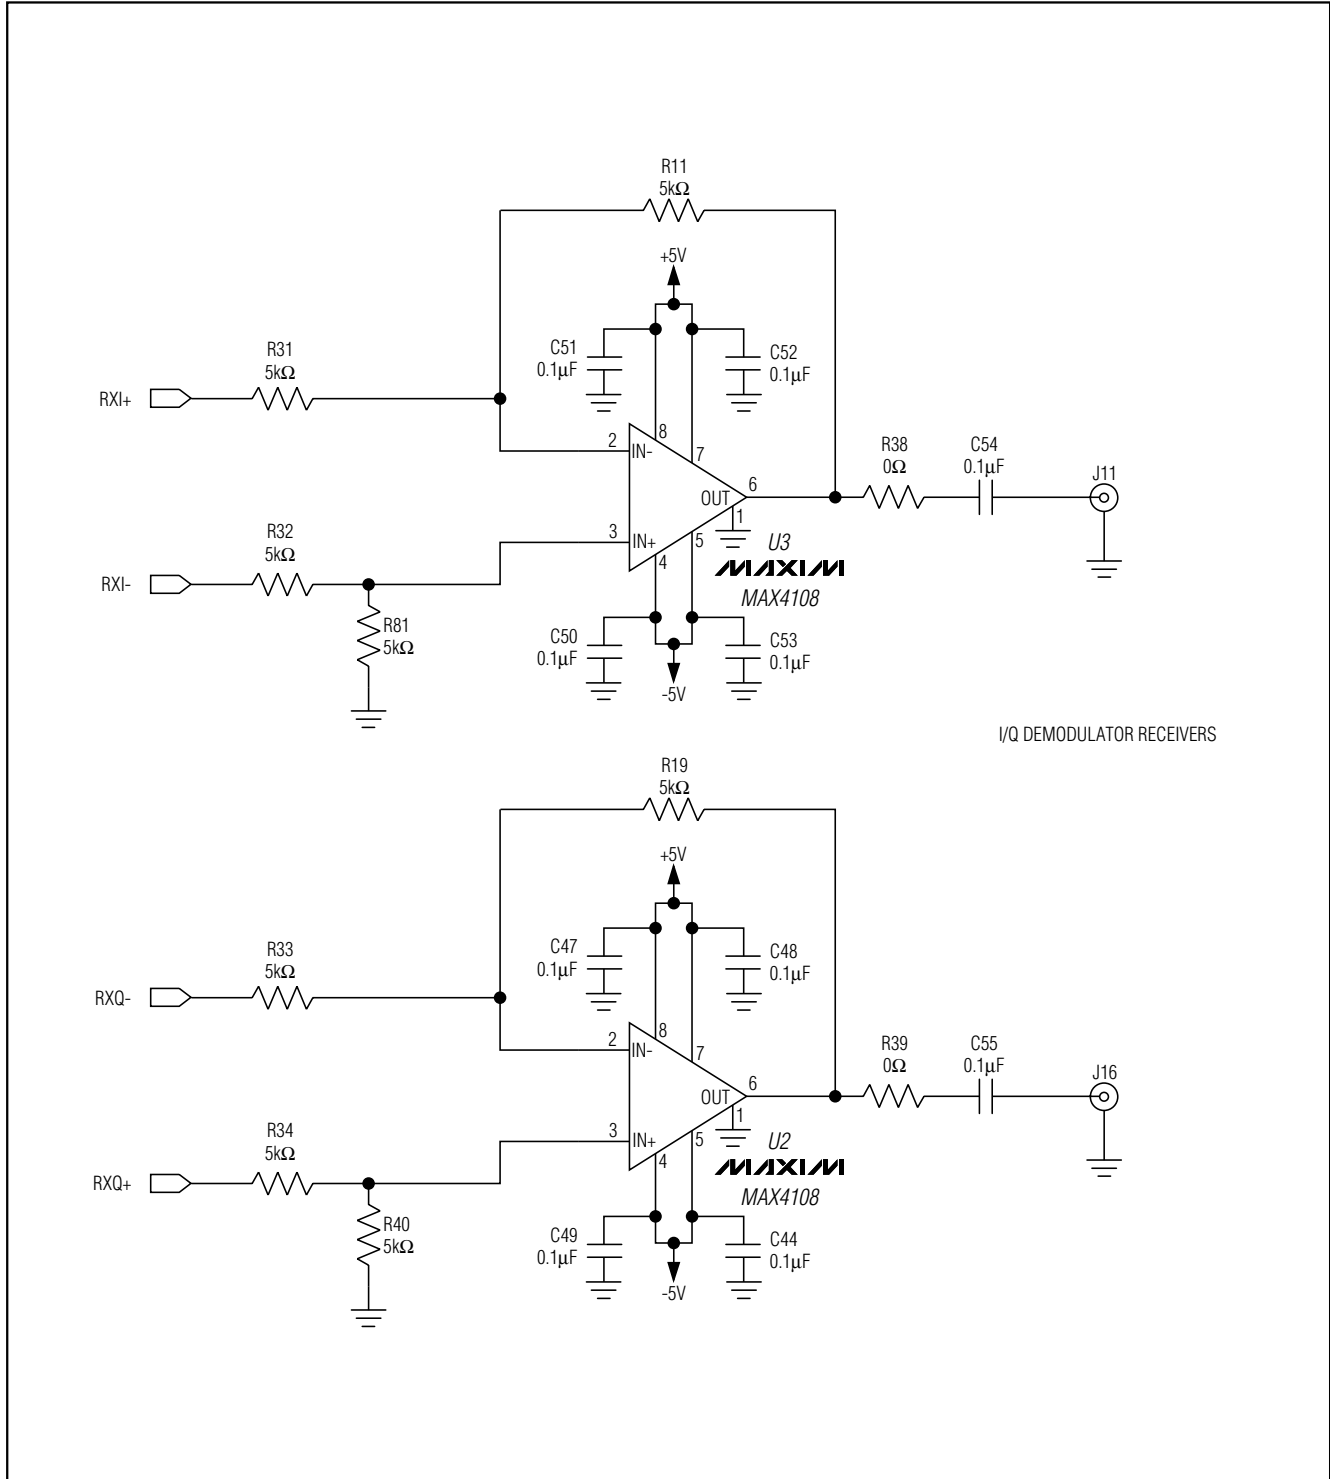 R11
5kΩ
+5V
C51
0.1µF
C52
0.1µF
R31
5kΩ
RXI+
8
7
2
IN-
OUT
6
1
R38
0Ω
C54
0.1µF
J11
R32
5kΩ
3
IN+
4
5
U3
MAXIM
MAX4108
RXI-
R81
5kΩ
C50
0.1µF
C53
0.1µF
-5V
I/Q DEMODULATOR RECEIVERS
R19
5kΩ
+5V
C47
0.1µF
C48
0.1µF
R33
5kΩ
RXQ-
8
7
2
IN-
OUT
6
1
R39
0Ω
C55
0.1µF
J16
R34
5kΩ
3
IN+
4
5
U2
MAXIM
MAX4108
RXQ+
R40
5kΩ
C49
0.1µF
C44
0.1µF
-5V